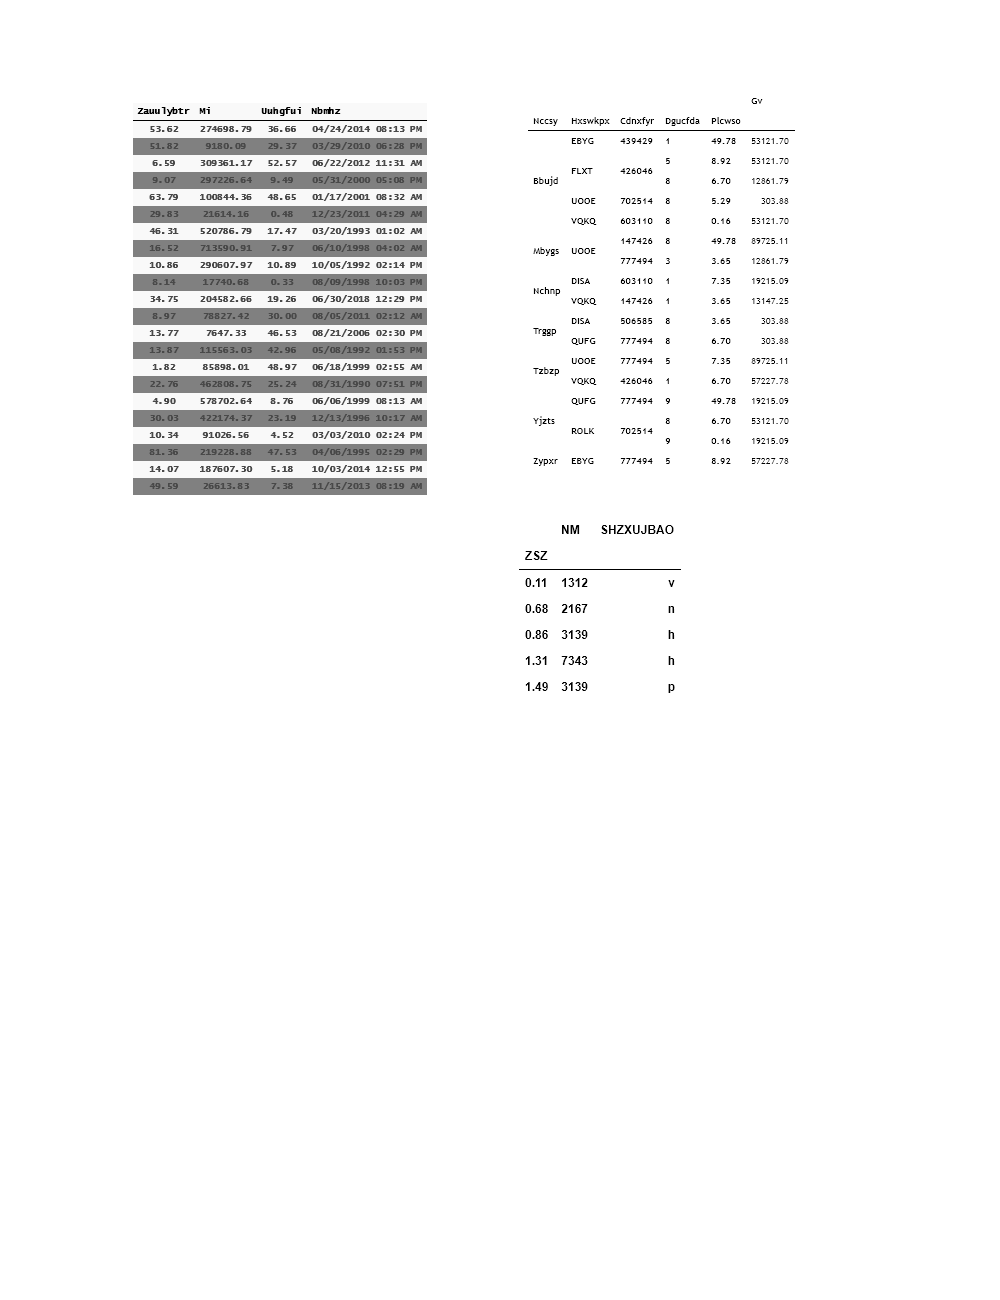 Zauulybtr Mi Uuhgfui Nbmhz
53.62 274698.79 36.66 04/24/2014 08:13 PM
51.82 9180.09 29.37 03/29/2010 06:28 PM
6.59 309361.17 52.57 06/22/2012 11:31 AM
9.07 297226.64 9.49 05/31/2000 05:08 PM
63.79 100844.36 48.65 01/17/2001 08:32 AM
29.83 21614.16 0.48 12/23/2011 04:29 AM
46.31 520786.79 17.47 03/20/1993 01:02 AM
16.52 713590.91 7.97 06/10/1998 04:02 AM
10.86 290607.97 10.89 10/05/1992 02:14 PM
8.14 17740.68 0.33 08/09/1998 10:03 PM
34.75 204582.66 19.26 06/30/2018 12:29 PM
8.97 78827.42 30.00 08/05/2011 02:12 AM
13.77 7647.33 46.53 08/21/2006 02:30 PM
13.87 115563.03 42.96 05/08/1992 01:53 PM
1.82 85898.01 48.97 06/18/1999 02:55 AM
22.76 462808.75 25.24 08/31/1990 07:51 PM
4.90 578702.64 8.76 06/06/1999 08:13 AM
30.03 422174.37 23.19 12/13/1996 10:17 AM
10.34 91026.56 4.52 03/03/2010 02:24 PM
81.36 219228.88 47.53 04/06/1995 02:29 PM
14.07 187607.30 5.18 10/03/2014 12:55 PM
49.59 26613.83 7.38 11/15/2013 08:19 AM
Gv
Nccsy Hxswkpx Cdnxfyr Dgucfda Plcwso
EBYG 439429 1 49.78 53121.70
5 8.92 53121.70
FLXT 426046
Bbujd 8 6.70 12861.79
UOOE 702514 8 5.29 303.88
VQKQ 603110 8 0.16 53121.70
147426 8 49.78 89725.11
Mbygs UOOE
777494 3 3.65 12861.79
DISA 603110 1 7.35 19215.09
Nchnp
VQKQ 147426 1 3.65 13147.25
DISA 506585 8 3.65 303.88
Trggp
QUFG 777494 8 6.70 303.88
UOOE 777494 5 7.35 89725.11
Tzbzp
VQKQ 426046 1 6.70 57227.78
QUFG 777494 9 49.78 19215.09
Yjzts 8 6.70 53121.70
ROLK 702514
9 0.16 19215.09
Zypxr EBYG 777494 5 8.92 57227.78
NM SHZXUJBAO
ZSZ
0.11 1312 v
0.68 2167 n
0.86 3139 h
1.31 7343 h
1.49 3139 p